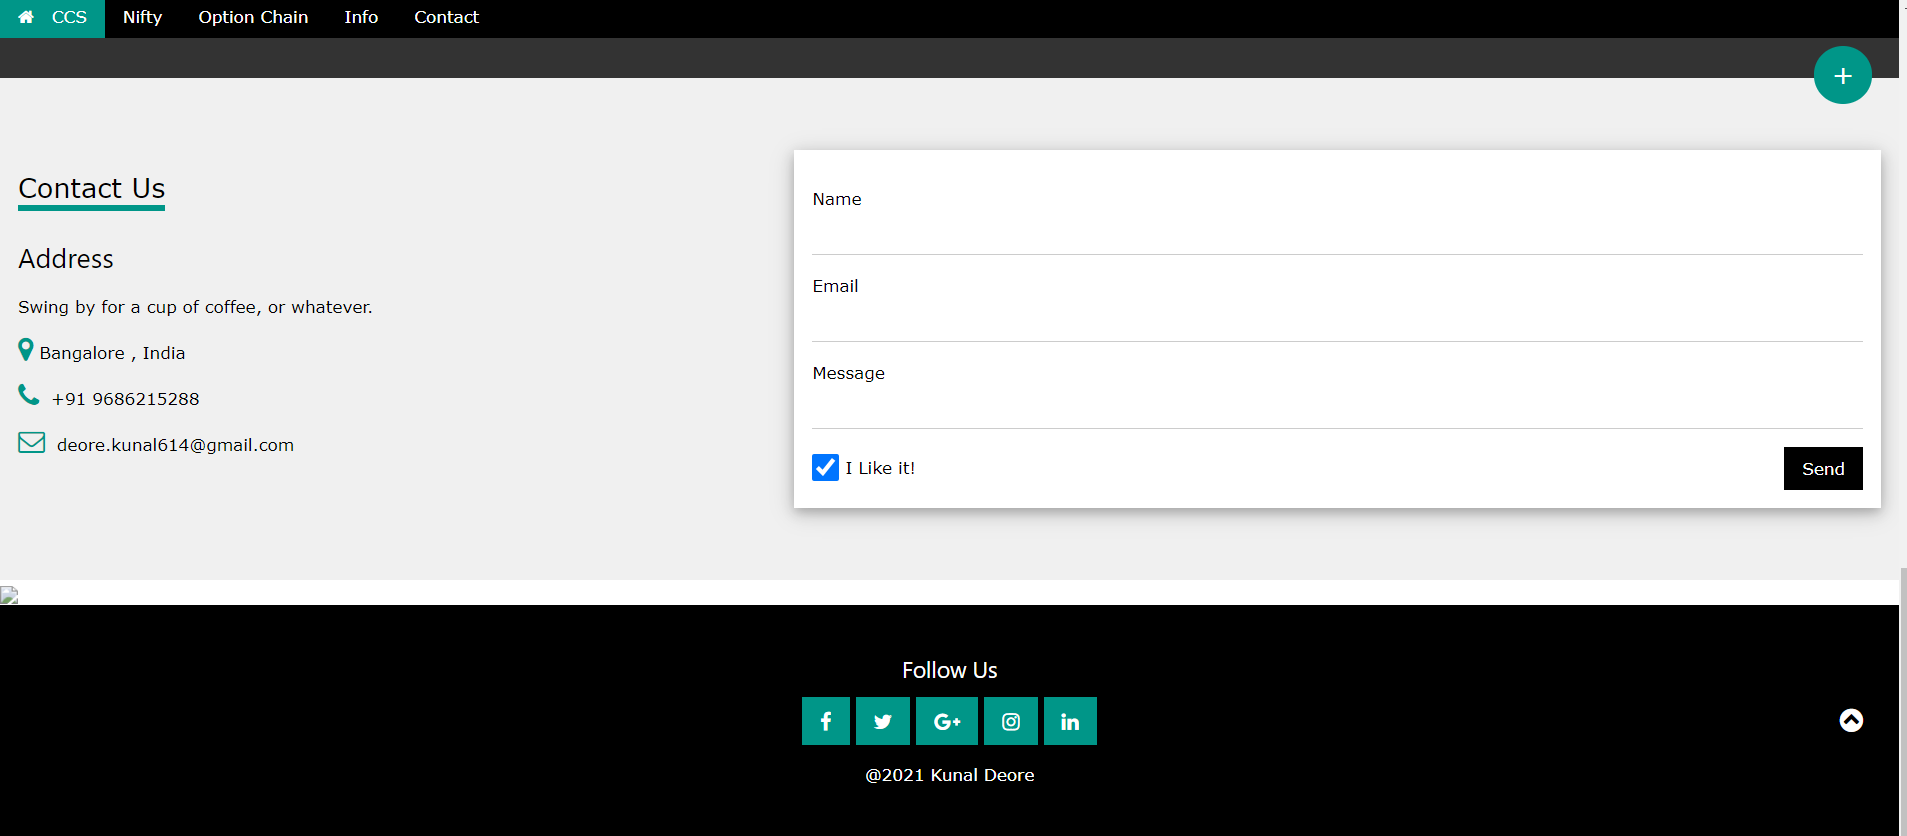 CCS Nifty Option Chain Info Contact
+
Contact Us
Address
Swing by for a cup of coffee, or whatever.
Bangalore , India
+91 9686215288
deore.kunal614@gmail.com
Name
Email
Message
I Like it!
Send
Follow Us
@2021 Kunal Deore